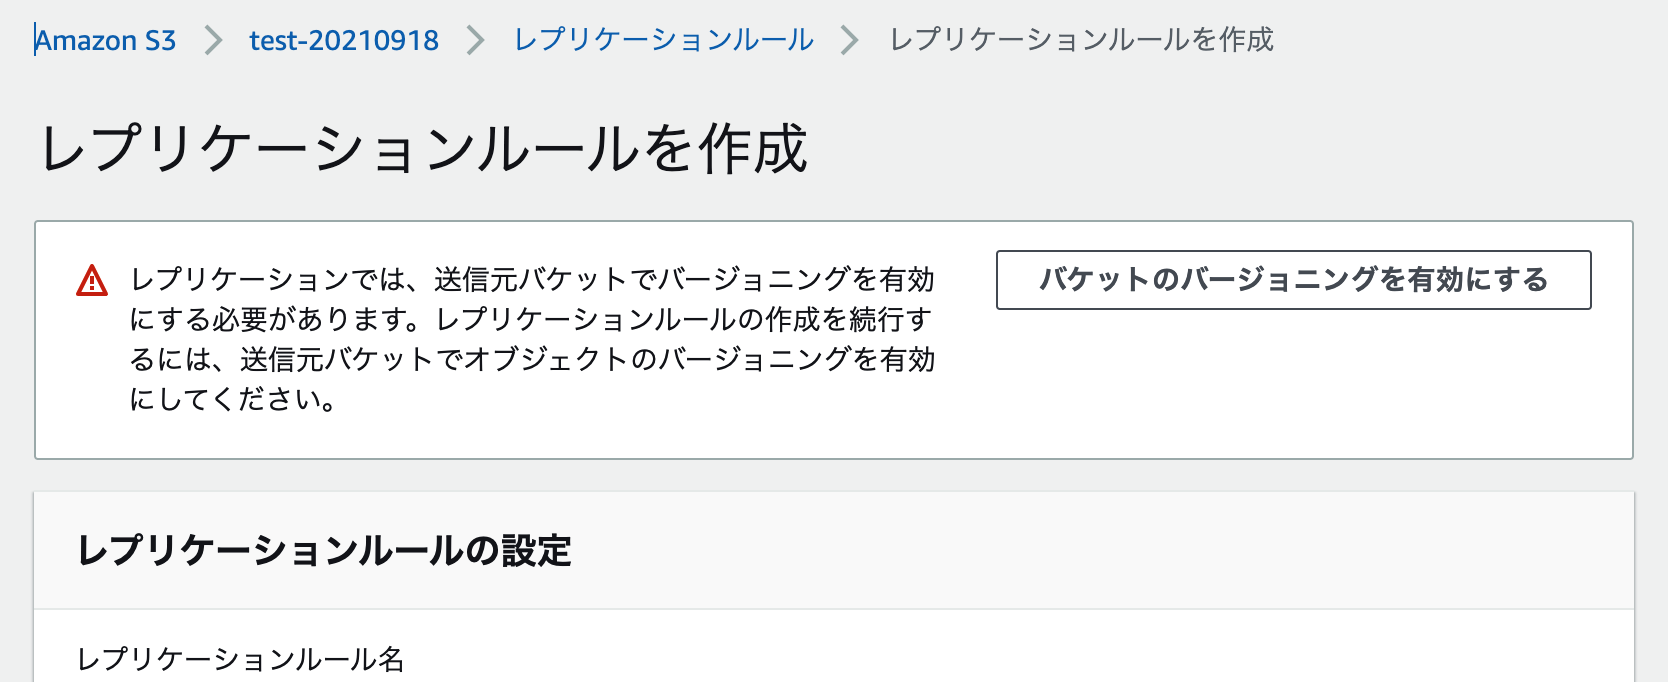 Amazon S3 > test-20210918 > レプリケーションルール > レプリケーションルールを作成
レプリケーションルールを作成
レプリケーションでは、送信元バケットでバージョニングを有効
にする必要があります。レプリケーションルールの作成を続行す
るには、送信元バケットでオブジェクトのバージョニングを有効
にしてください。
バケットのバージョニングを有効にする
レプリケーションルールの設定
レプリケーションルール名